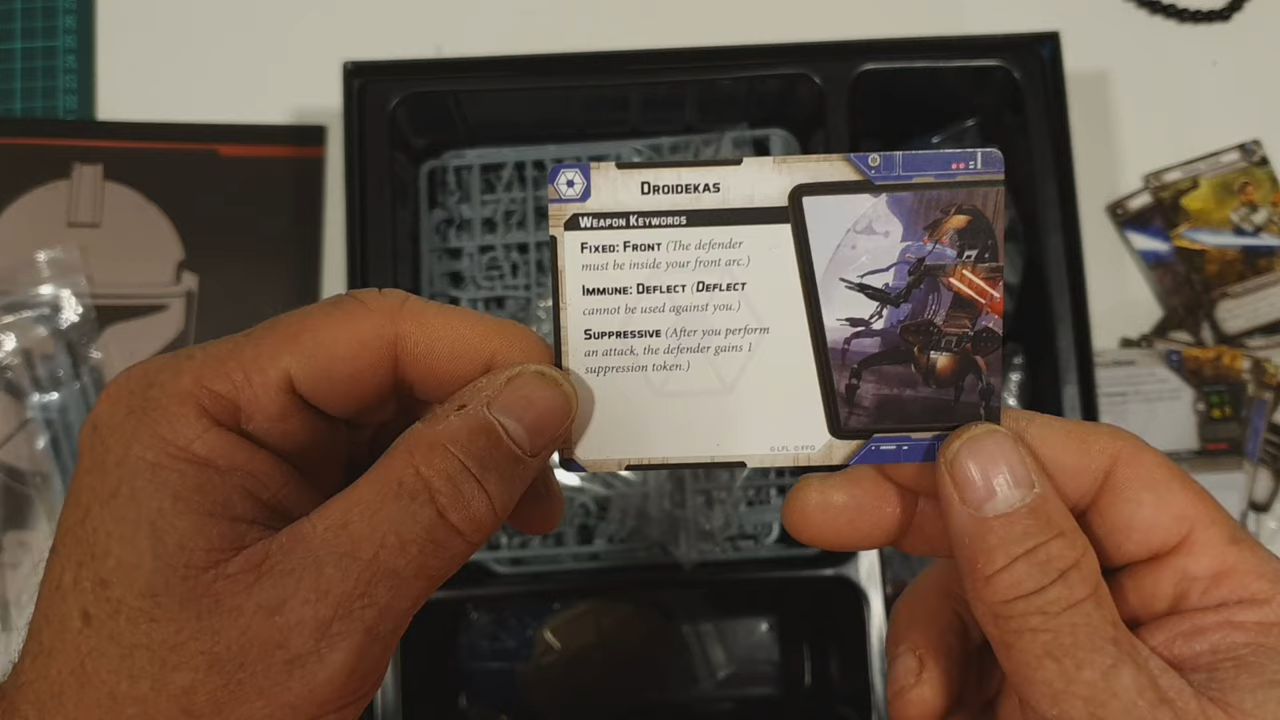 Droidekas
Weapon Keywords
Fixed: Front (The defender
must be inside your front arc.)
Immune: Deflect (Deflect
cannot be used against you.)
Suppressive (After you perform
an attack, the defender gains 1
suppression token.)
© LFL © FFG